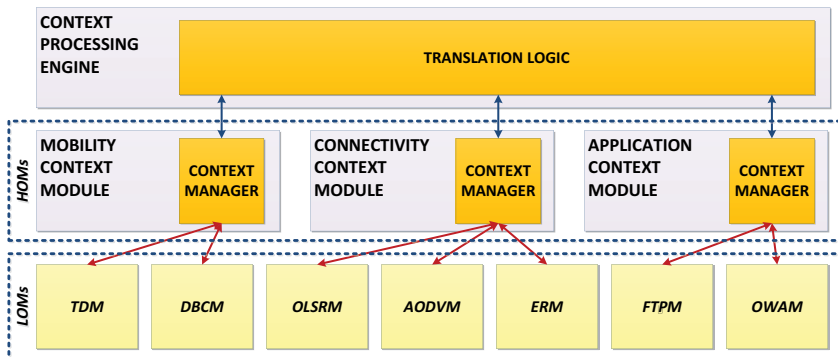 CONTEXT
PROCESSING
ENGINE
TRANSLATION LOGIC
HOMs
MOBILITY
CONTEXT
MODULE
CONTEXT
MANAGER
CONNECTIVITY
CONTEXT
MODULE
CONTEXT
MANAGER
APPLICATION
CONTEXT
MODULE
CONTEXT
MANAGER
LOMs
TDM
DBCM
OLSRM
AODVM
ERM
FTPM
OWAM